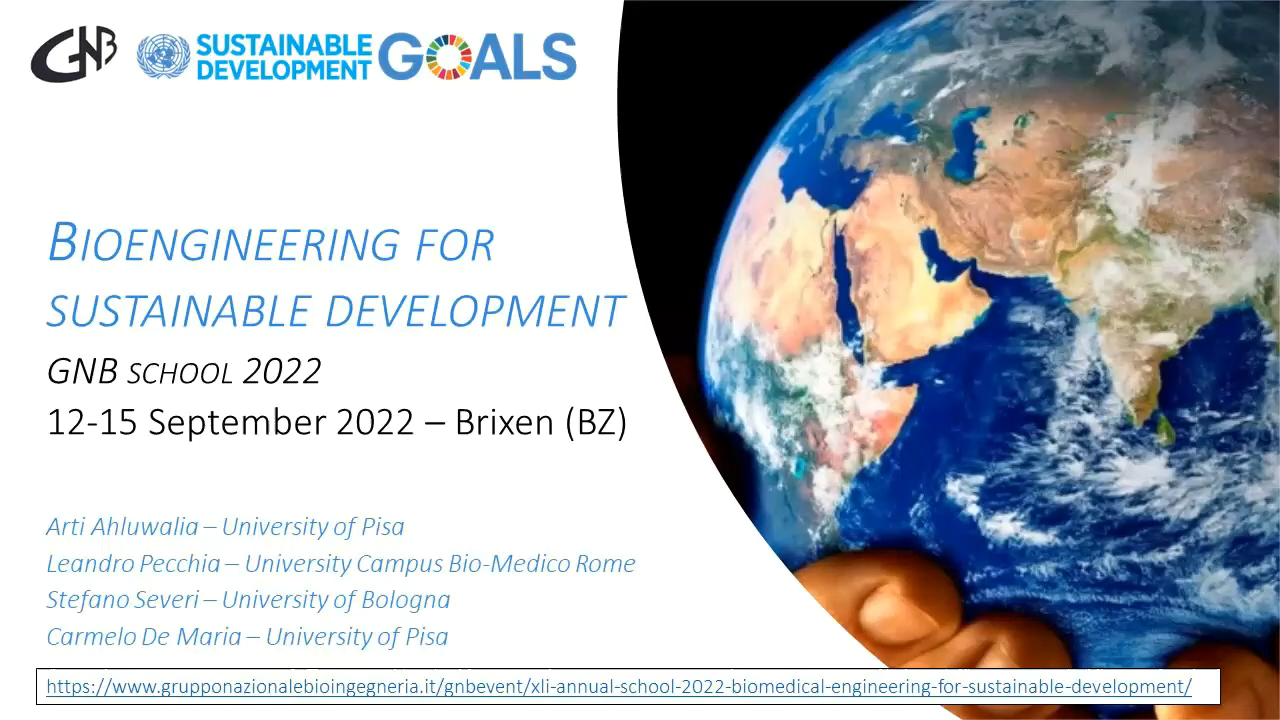 GNB
SUSTAINABLE
DEVELOPMENT
GOALS
BIOENGINEERING FOR
SUSTAINABLE DEVELOPMENT
GNB SCHOOL 2022
12-15 September 2022 – Brixen (BZ)
Arti Ahluwalia – University of Pisa
Leandro Pecchia – University Campus Bio-Medico Rome
Stefano Severi – University of Bologna
Carmelo De Maria – University of Pisa
https://www.grupponazionalebioingegneria.it/gnbevent/xli-annual-school-2022-biomedical-engineering-for-sustainable-development/